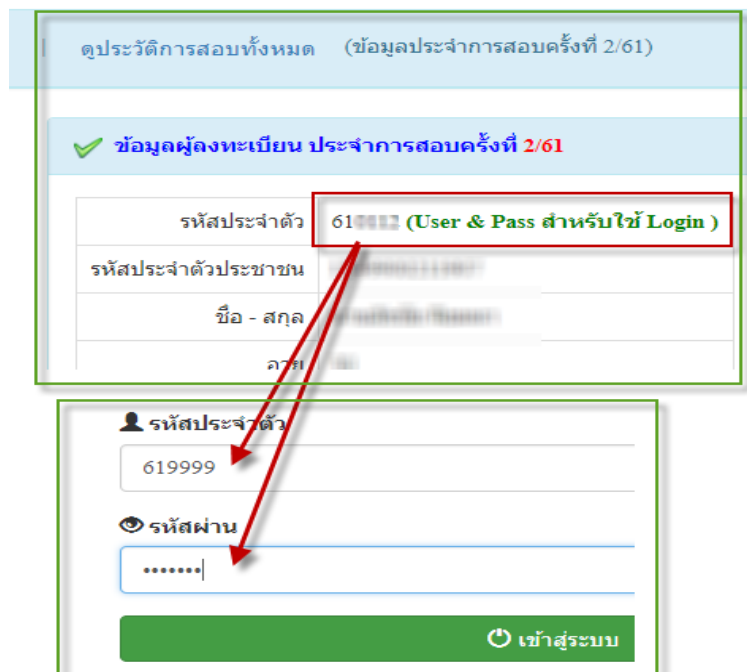 | ดูประวัติการสอบทั้งหมด (ข้อมูลประจำการสอบครั้งที่ 2/61)
ข้อมูลผู้ลงทะเบียน ประจำการสอบครั้งที่ 2/61
รหัสประจำตัว (User & Pass สำหรับใช้ Login )
รหัสประจำตัวประชาชน
ชื่อ - สกุล
อายุ
รหัสประจำตัว
619999
รหัสผ่าน
•••••••
เข้าสู่ระบบ